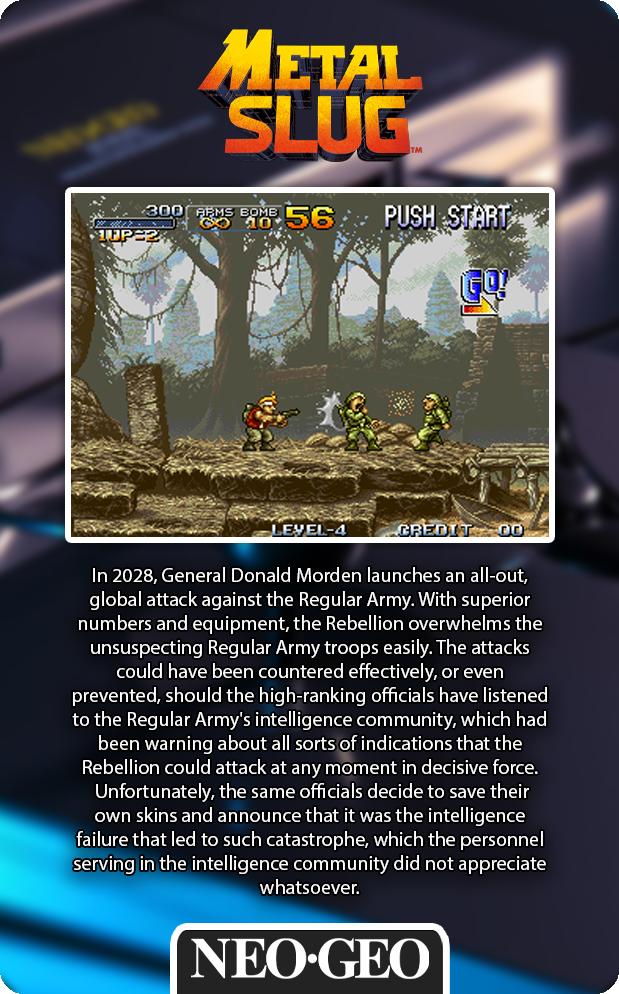 METAL
SLUG™
300 ARMS BOMB 56 PUSH START
1UP=2 ∞ 10
GO!
LEVEL-4 CREDIT 00
In 2028, General Donald Morden launches an all-out,
global attack against the Regular Army. With superior
numbers and equipment, the Rebellion overwhelms the
unsuspecting Regular Army troops easily. The attacks
could have been countered effectively, or even
prevented, should the high-ranking officials have listened
to the Regular Army's intelligence community, which had
been warning about all sorts of indications that the
Rebellion could attack at any moment in decisive force.
Unfortunately, the same officials decide to save their
own skins and announce that it was the intelligence
failure that led to such catastrophe, which the personnel
serving in the intelligence community did not appreciate
whatsoever.
NEO•GEO